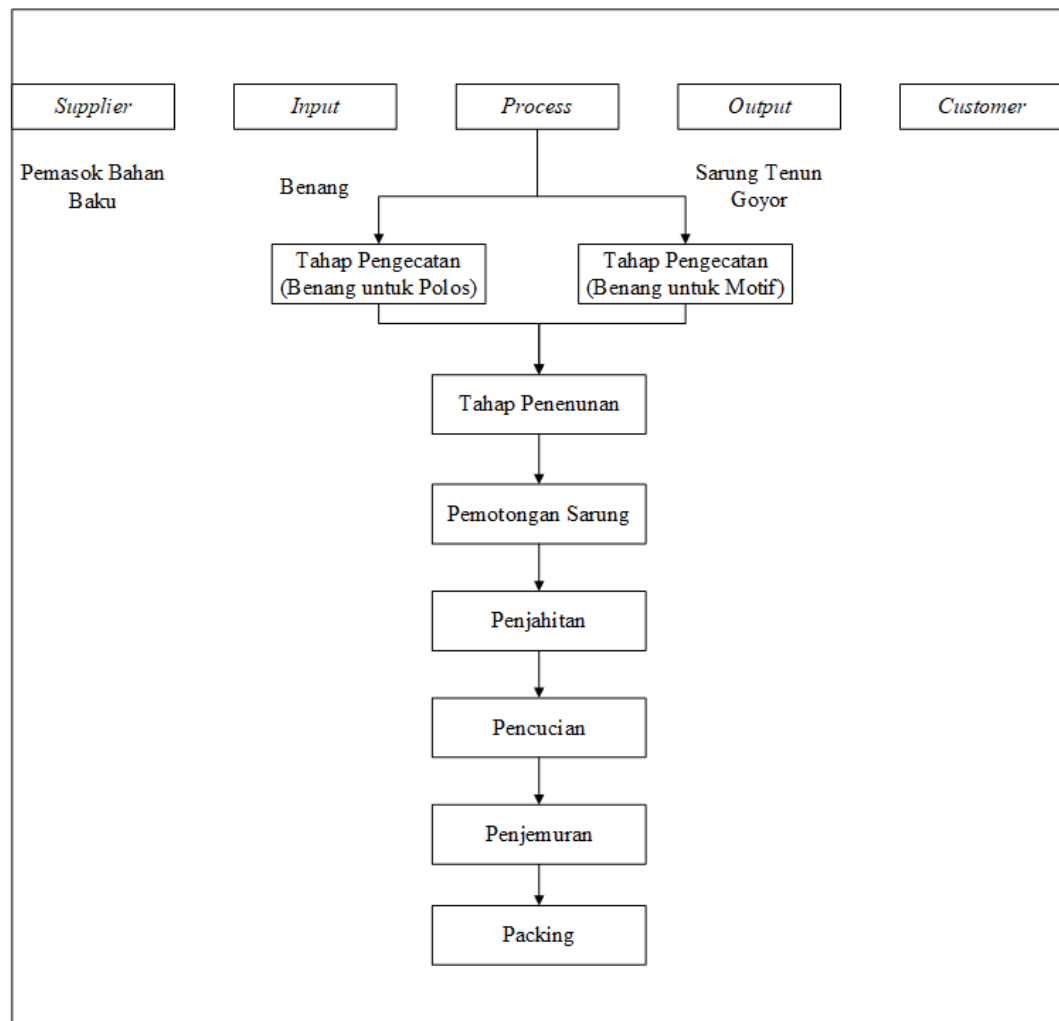 Supplier
Input
Process
Output
Customer
Pemasok Bahan
Baku
Benang
Sarung Tenun
Goyor
Tahap Pengecatan
(Benang untuk Polos)
Tahap Pengecatan
(Benang untuk Motif)
Tahap Penenunan
Pemotongan Sarung
Penjahitan
Pencucian
Penjemuran
Packing